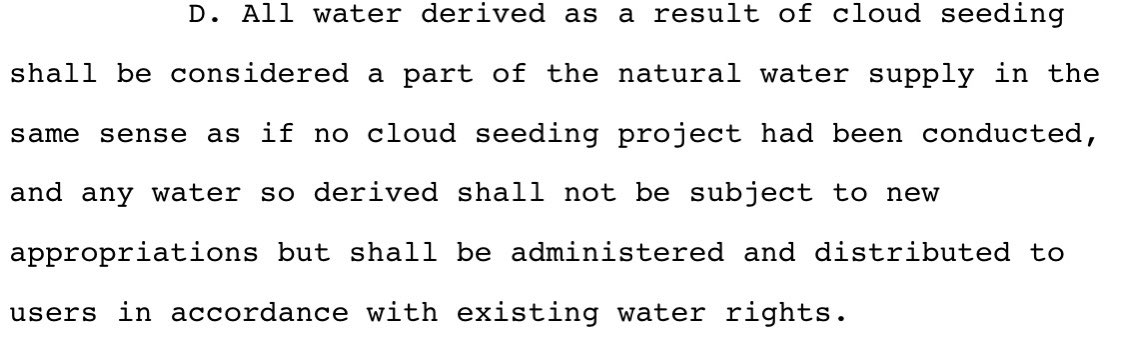 D. All water derived as a result of cloud seeding
shall be considered a part of the natural water supply in the
same sense as if no cloud seeding project had been conducted,
and any water so derived shall not be subject to new
appropriations but shall be administered and distributed to
users in accordance with existing water rights.